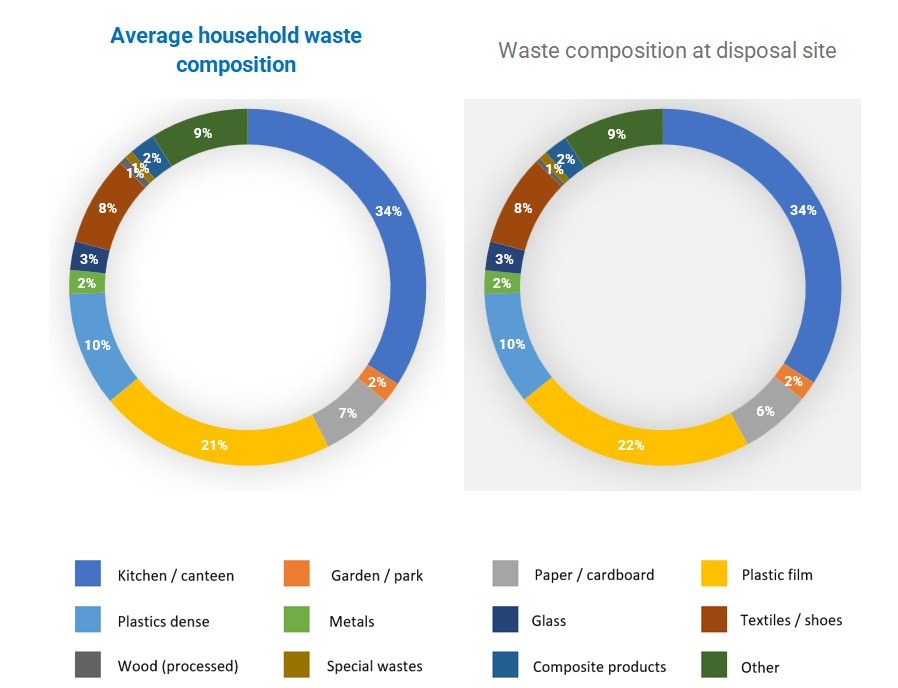 Average household waste
composition
Waste composition at disposal site
9%
2%
1%
1%
8%
3%
2%
10%
21%
7%
2%
34%
9%
2%
1%
8%
3%
2%
10%
22%
6%
2%
34%
Kitchen / canteen
Garden / park
Paper / cardboard
Plastic film
Plastics dense
Metals
Glass
Textiles / shoes
Wood (processed)
Special wastes
Composite products
Other